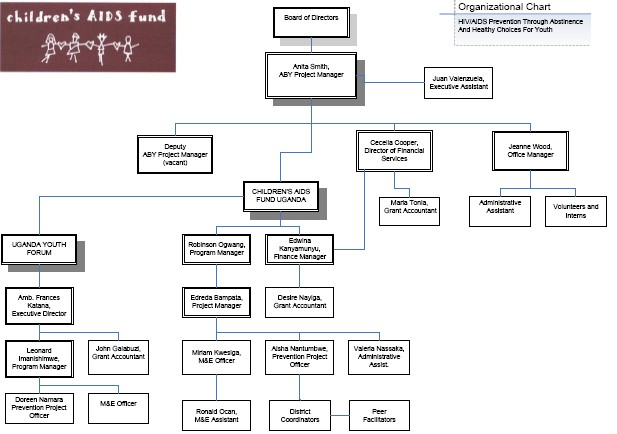 children's AIDS fund
Organizational Chart
HIV/AIDS Prevention Through Abstinence
And Healthy Choices For Youth
Board of Directors
Anita Smith,
ABY Project Manager
Juan Valenzuela,
Executive Assistant
Deputy
ABY Project Manager
(vacant)
Cecelia Cooper,
Director of Financial
Services
Jeanne Wood,
Office Manager
CHILDREN'S AIDS
FUND UGANDA
Maria Tonia,
Grant Accountant
Administrative
Assistant
Volunteers and
Interns
UGANDA YOUTH
FORUM
Robinson Ogwang,
Program Manager
Edwina
Kanyamunyu,
Finance Manager
Amb. Frances
Katana,
Executive Director
Edreda Bampata,
Project Manager
Desire Nayiga,
Grant Accountant
Leonard
Imanishimwe,
Program Manager
John Galabuzi,
Grant Accountant
Miriam Kwesiga,
M&E Officer
Aisha Nantumbwe,
Prevention Project
Officer
Valeria Nassaka,
Administrative
Assist.
Doreen Namara
Prevention Project
Officer
M&E Officer
Ronald Ocan,
M&E Assistant
District
Coordinators
Peer
Facilitators